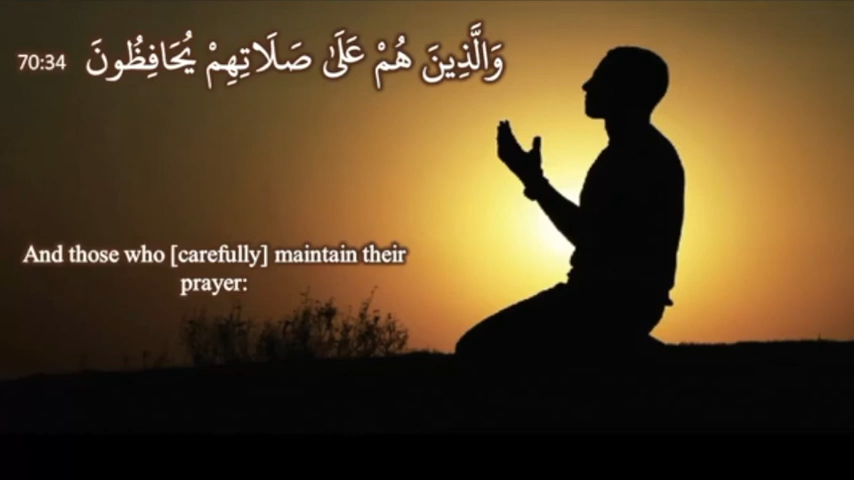 70:34 وَالَّذِينَ هُمْ عَلَىٰ صَلَاتِهِمْ يُحَافِظُونَ
And those who [carefully] maintain their
prayer: